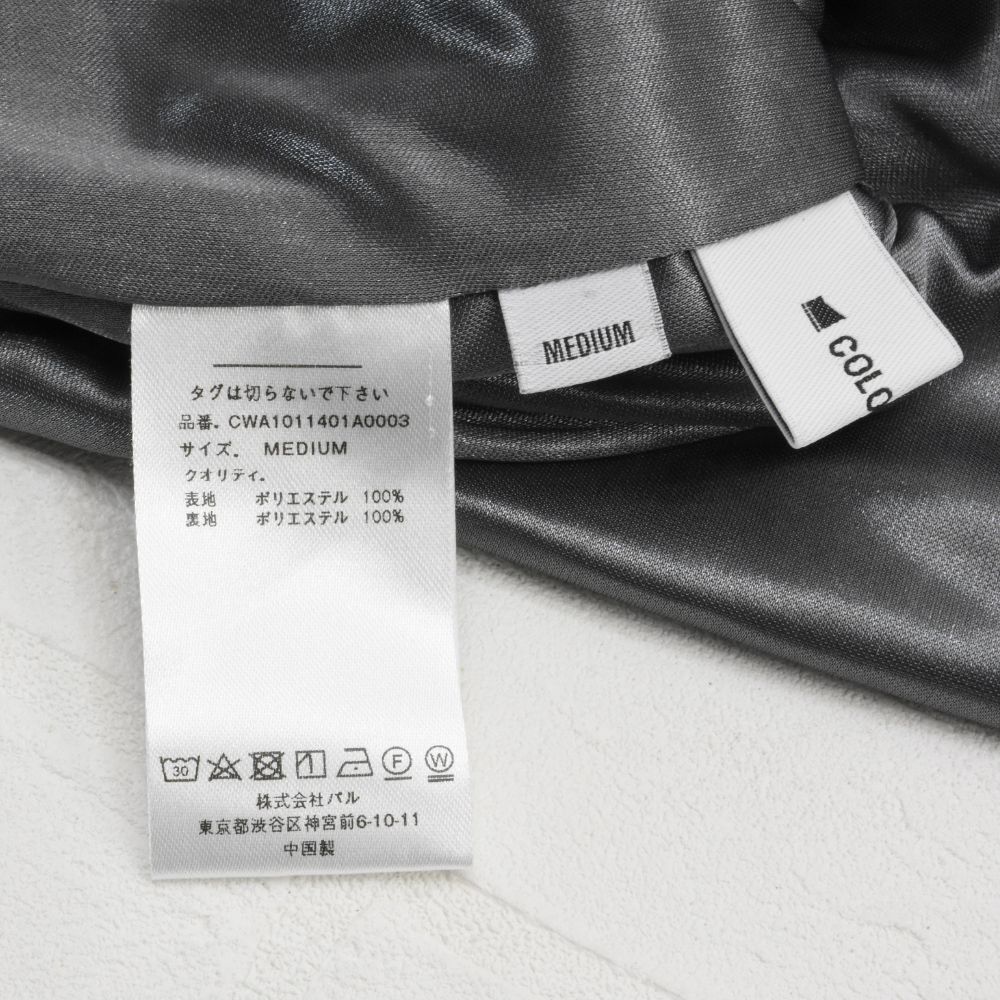 タグは切らないで下さい
品番. CWA1011401A0003
サイズ. MEDIUM
クオリティ.
表地 ポリエステル 100%
裏地 ポリエステル 100%
30
F
W
株式会社パル
東京都渋谷区神宮前6-10-11
中国製
MEDIUM
COLO